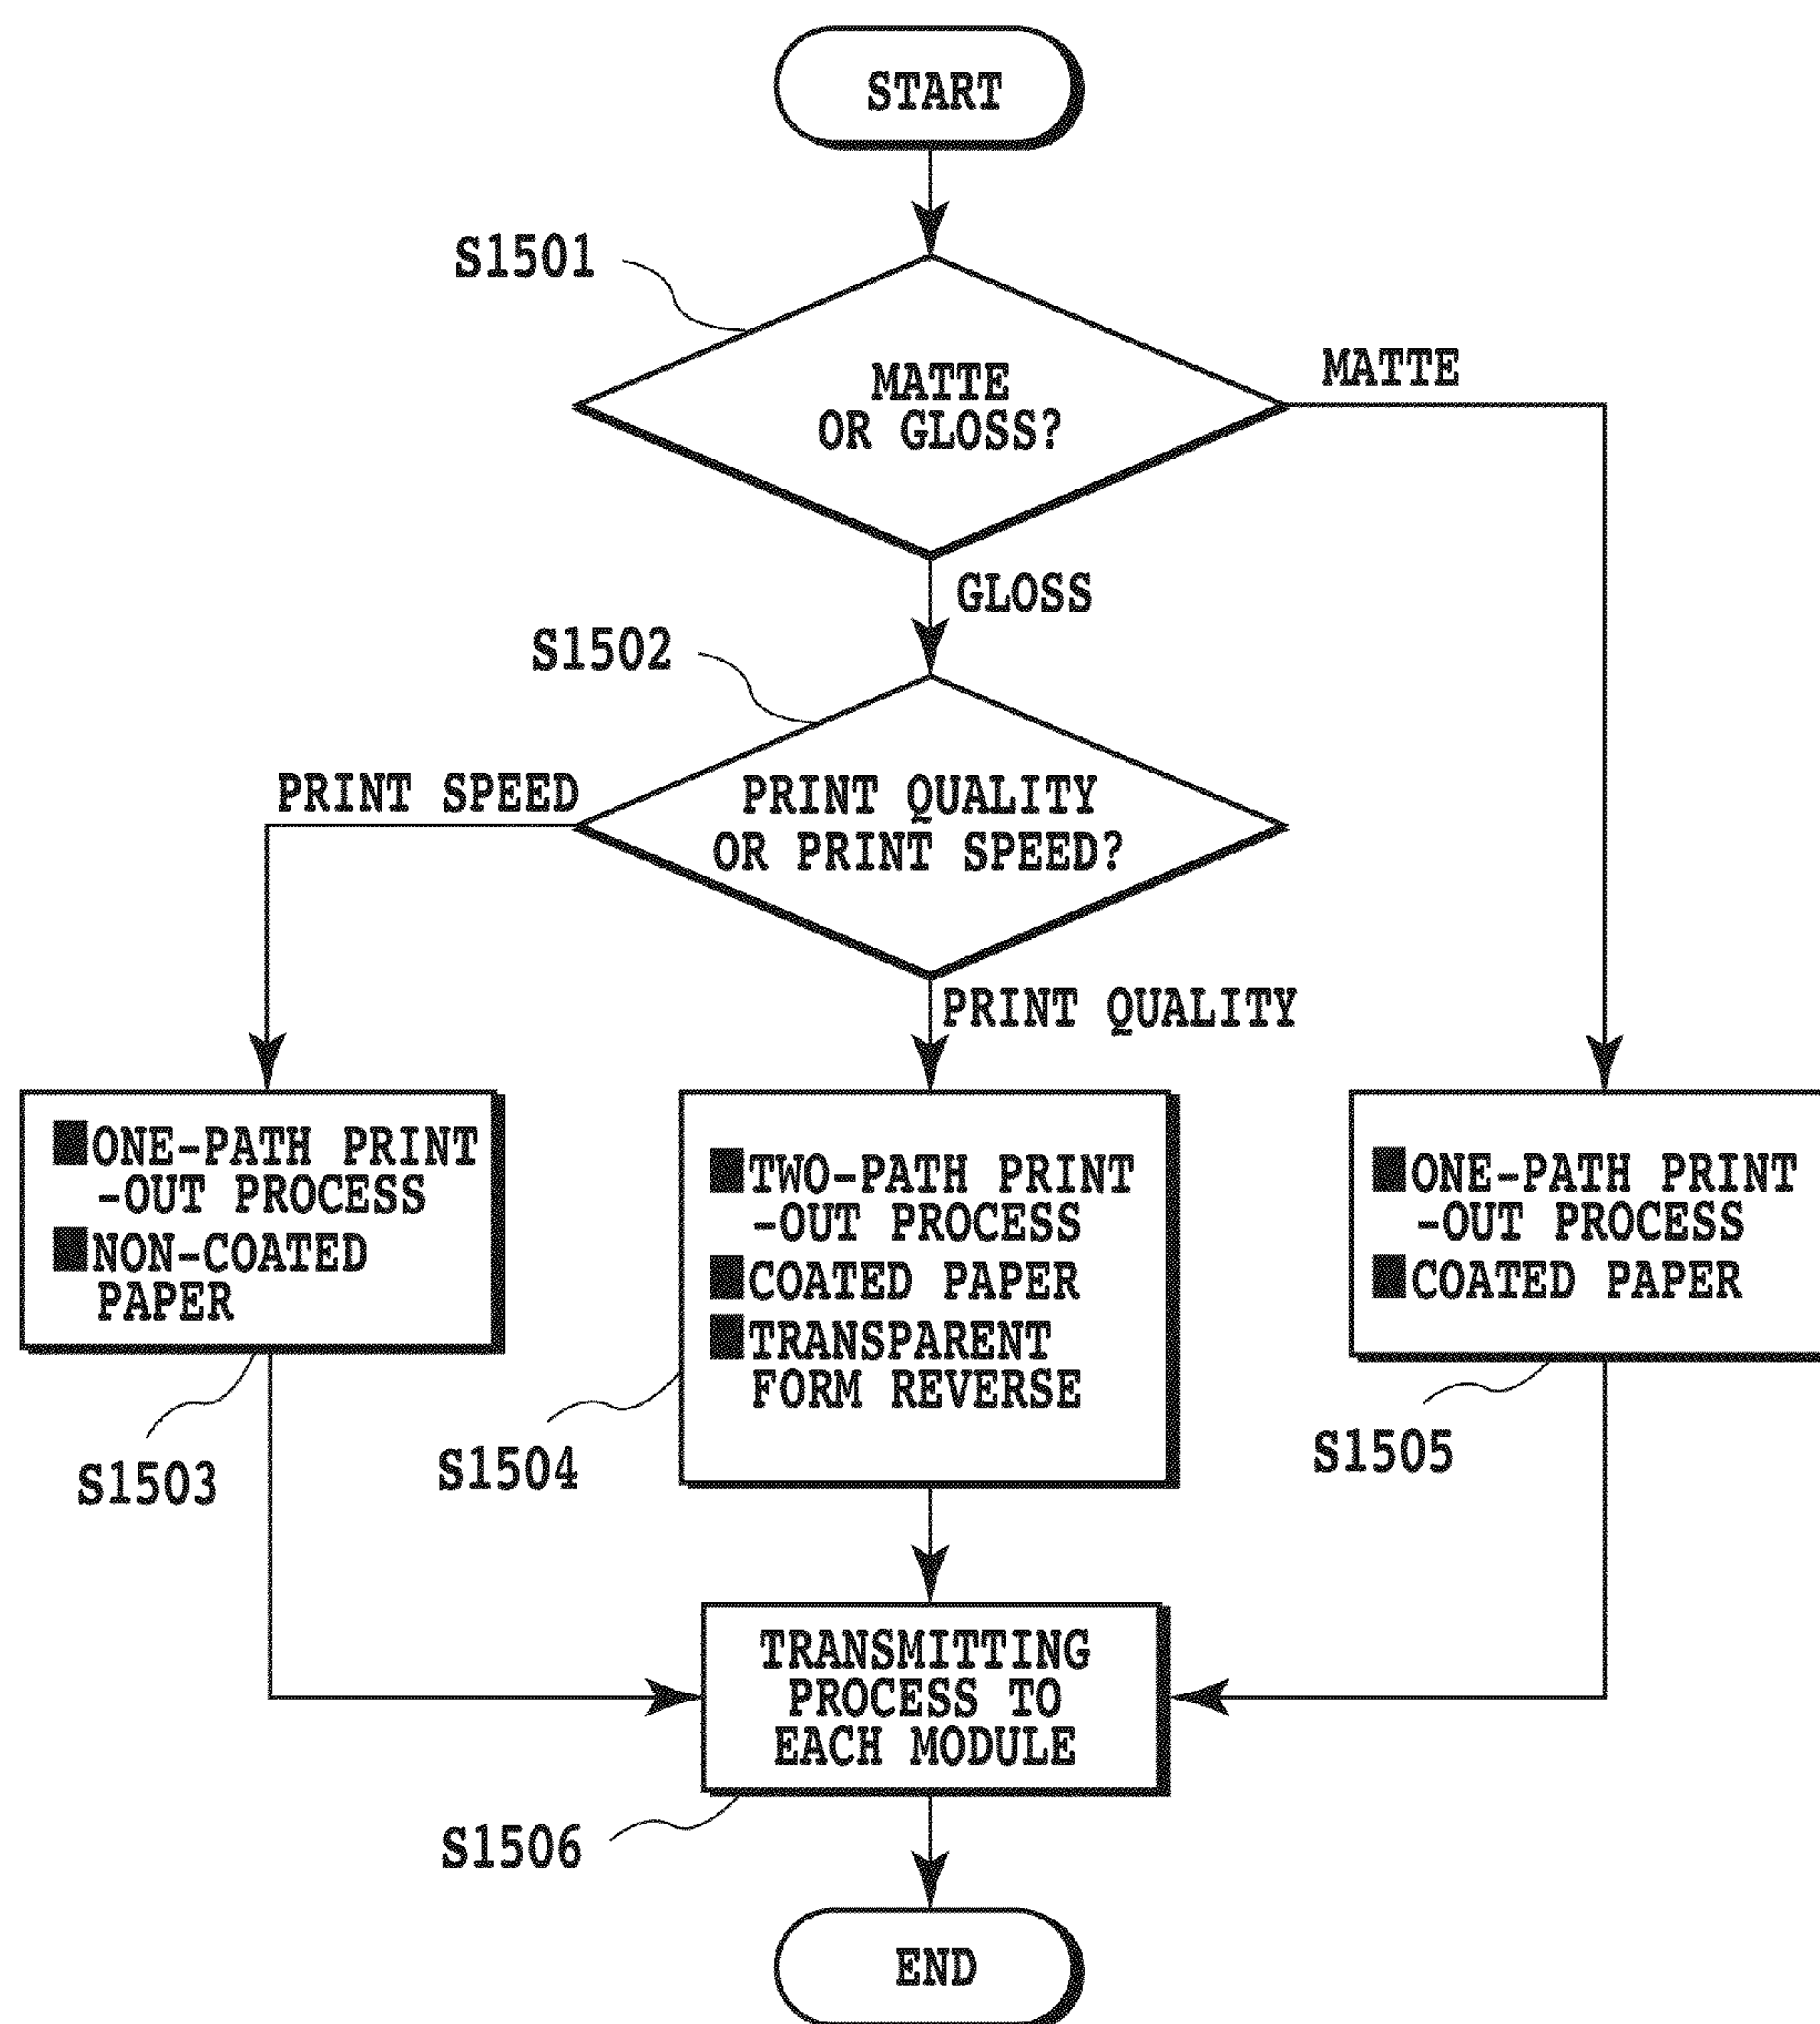 START
S1501
MATTE
OR GLOSS?
MATTE
GLOSS
S1502
PRINT SPEED
PRINT QUALITY
OR PRINT SPEED?
PRINT QUALITY
■ONE-PATH PRINT
-OUT PROCESS
■NON-COATED
PAPER
■TWO-PATH PRINT
-OUT PROCESS
■COATED PAPER
■TRANSPARENT
FORM REVERSE
■ONE-PATH PRINT
-OUT PROCESS
■COATED PAPER
S1503
S1504
S1505
TRANSMITTING
PROCESS TO
EACH MODULE
S1506
END